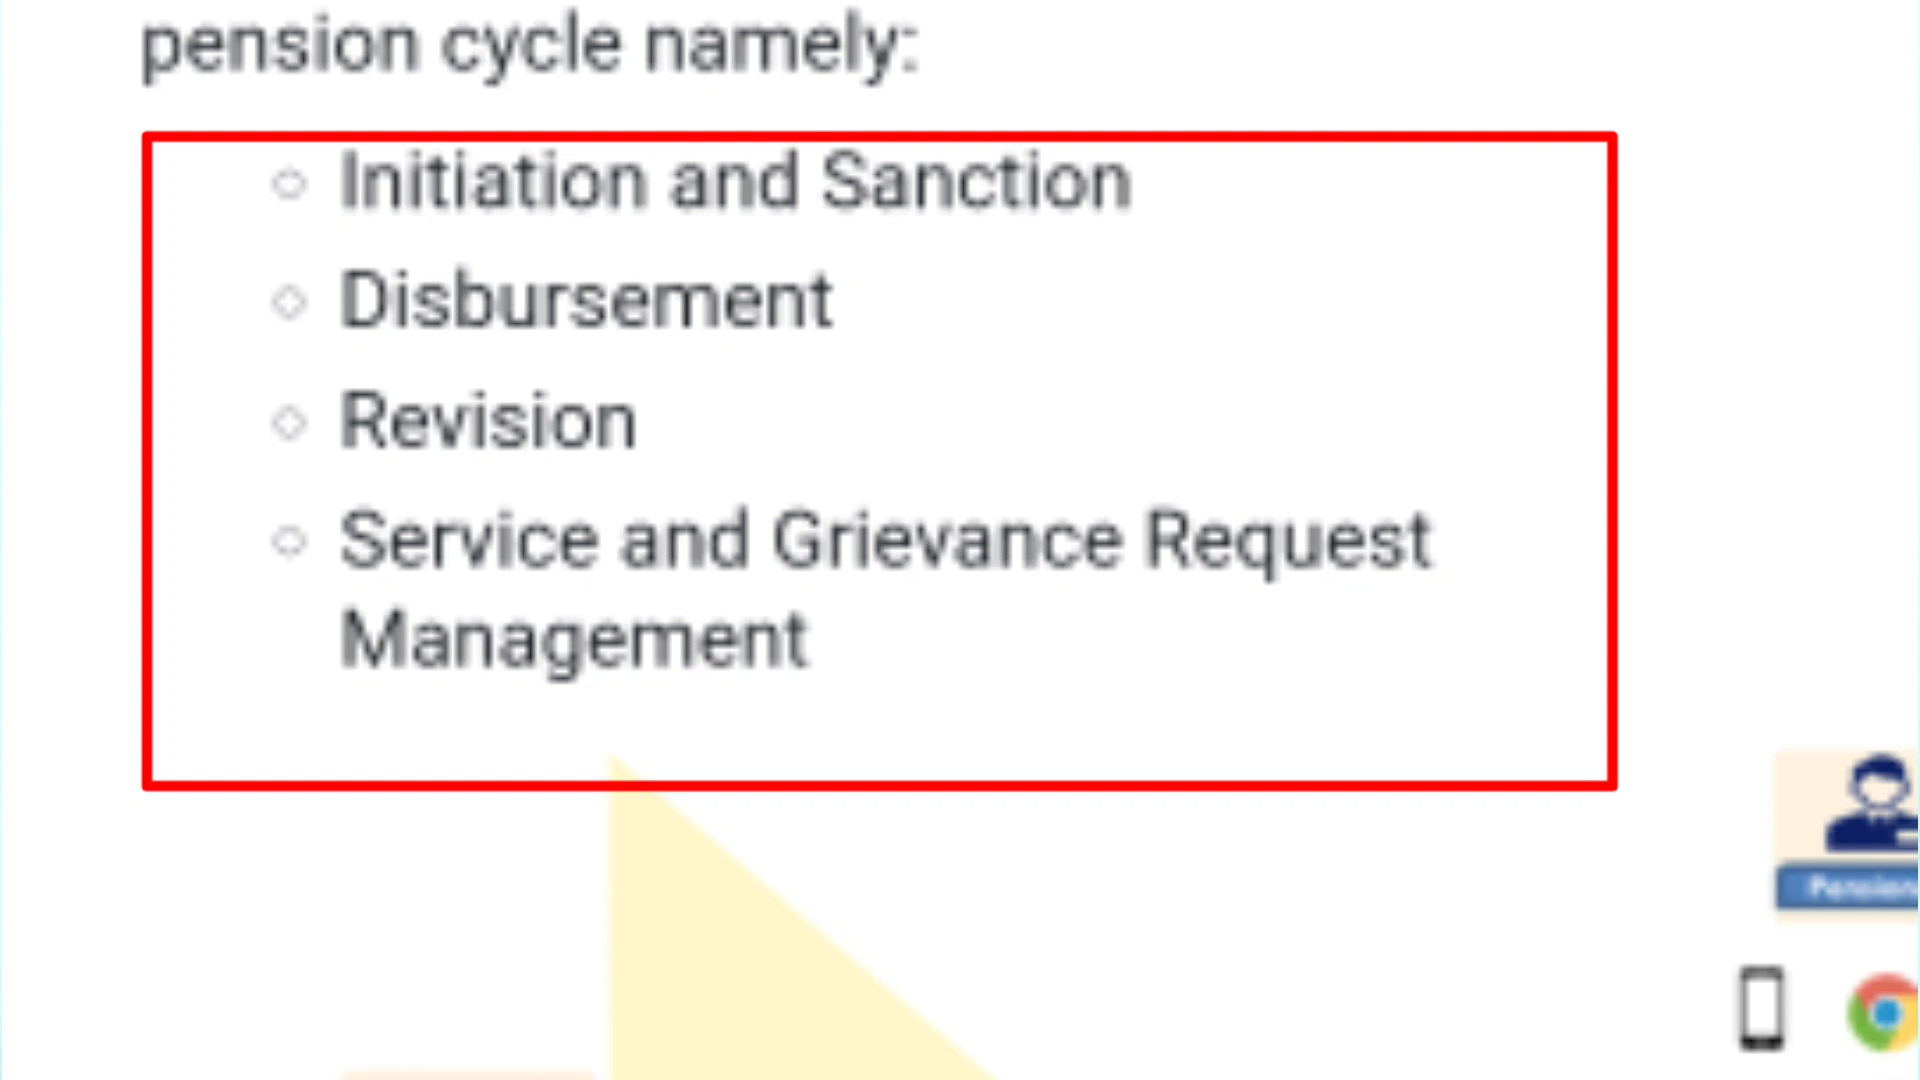 pension cycle namely:
Initiation and Sanction
Disbursement
Revision
Service and Grievance Request
Management